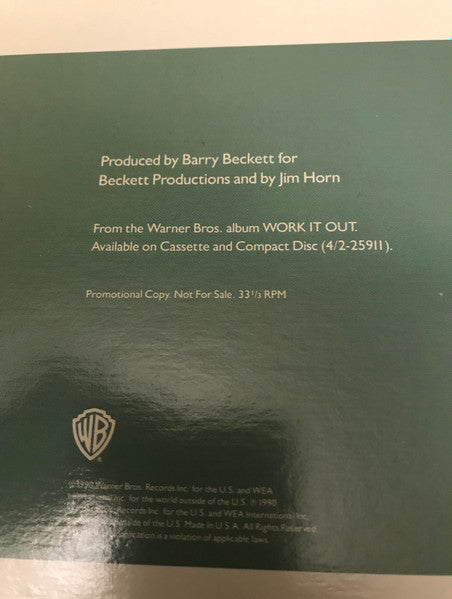 Produced by Barry Beckett for
Beckett Productions and by Jim Horn
From the Warner Bros. album WORK IT OUT.
Available on Cassette and Compact Disc (4/2-25911).
Promotional Copy. Not For Sale. 33 1/3 RPM
WB
1990 Warner Bros. Records Inc. for the U.S. and WEA
Inc. for the world outside of the U.S. ℗ 1990
Records Inc. for the U.S. and WEA International Inc.
of the U.S. Made in U.S.A. All Rights Reserved
is a violation of applicable laws.